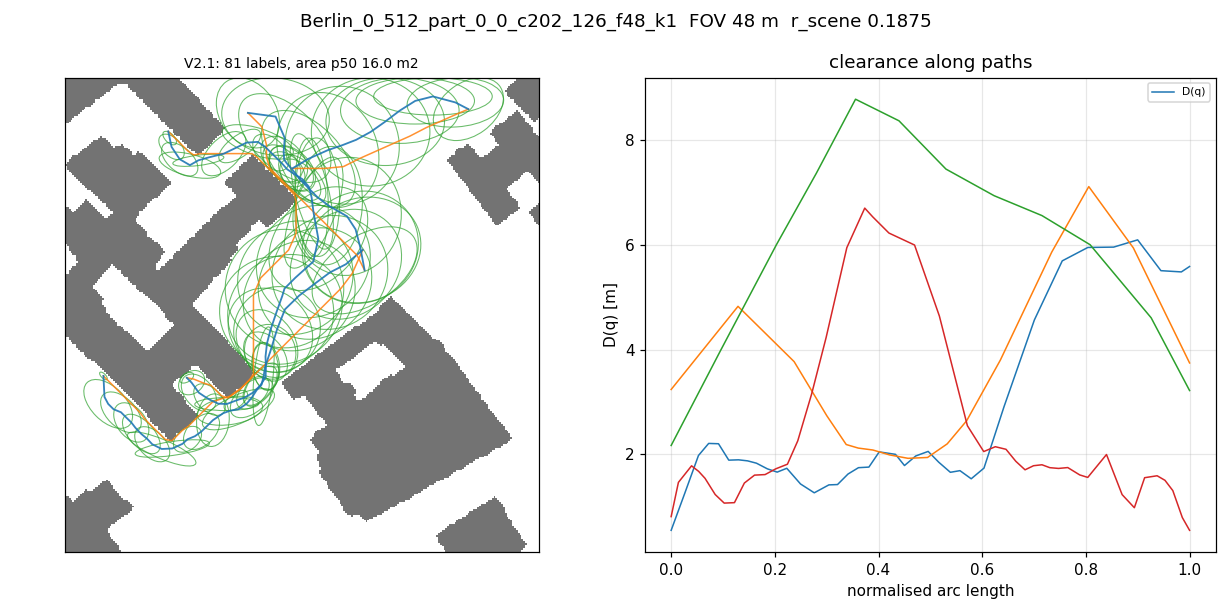 Berlin_0_512_part_0_0_c202_126_f48_k1  FOV 48 m  r_scene 0.1875
V2.1: 81 labels, area p50 16.0 m2
clearance along paths
D(q)
D(q) [m]
8
6
4
2
0.0 0.2 0.4 0.6 0.8 1.0
normalised arc length